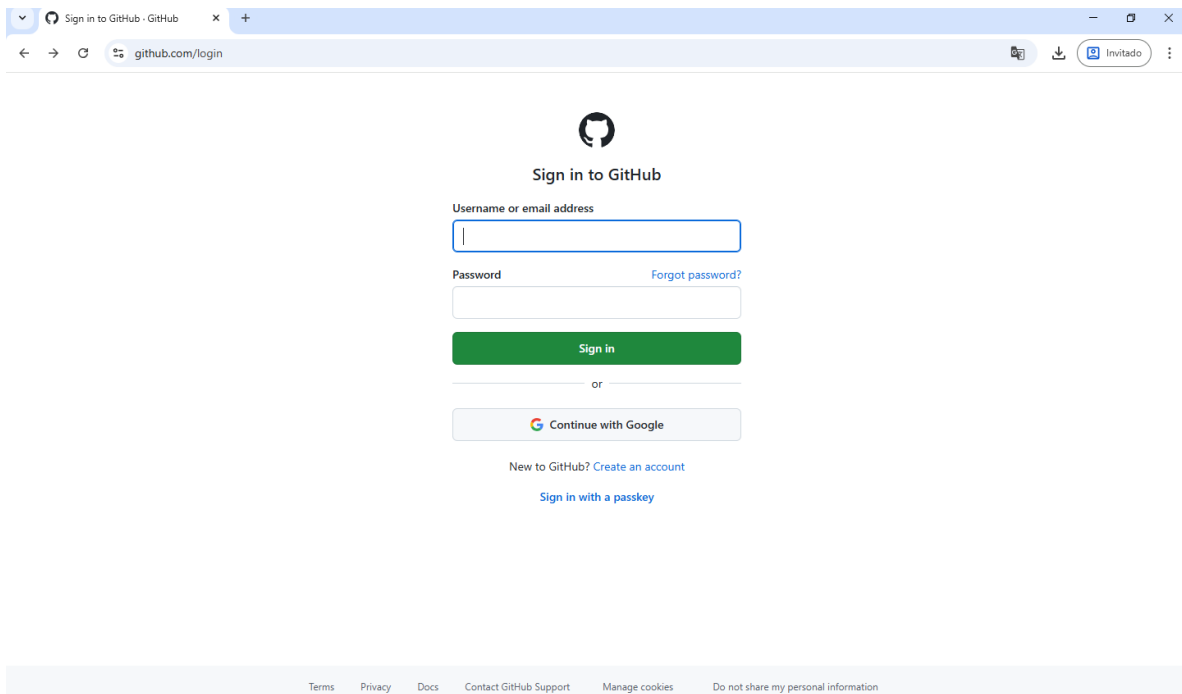 Sign in to GitHub · GitHub
github.com/login
Invitado
Sign in to GitHub
Username or email address
Password Forgot password?
Sign in
or
Continue with Google
New to GitHub? Create an account
Sign in with a passkey
Terms Privacy Docs Contact GitHub Support Manage cookies Do not share my personal information